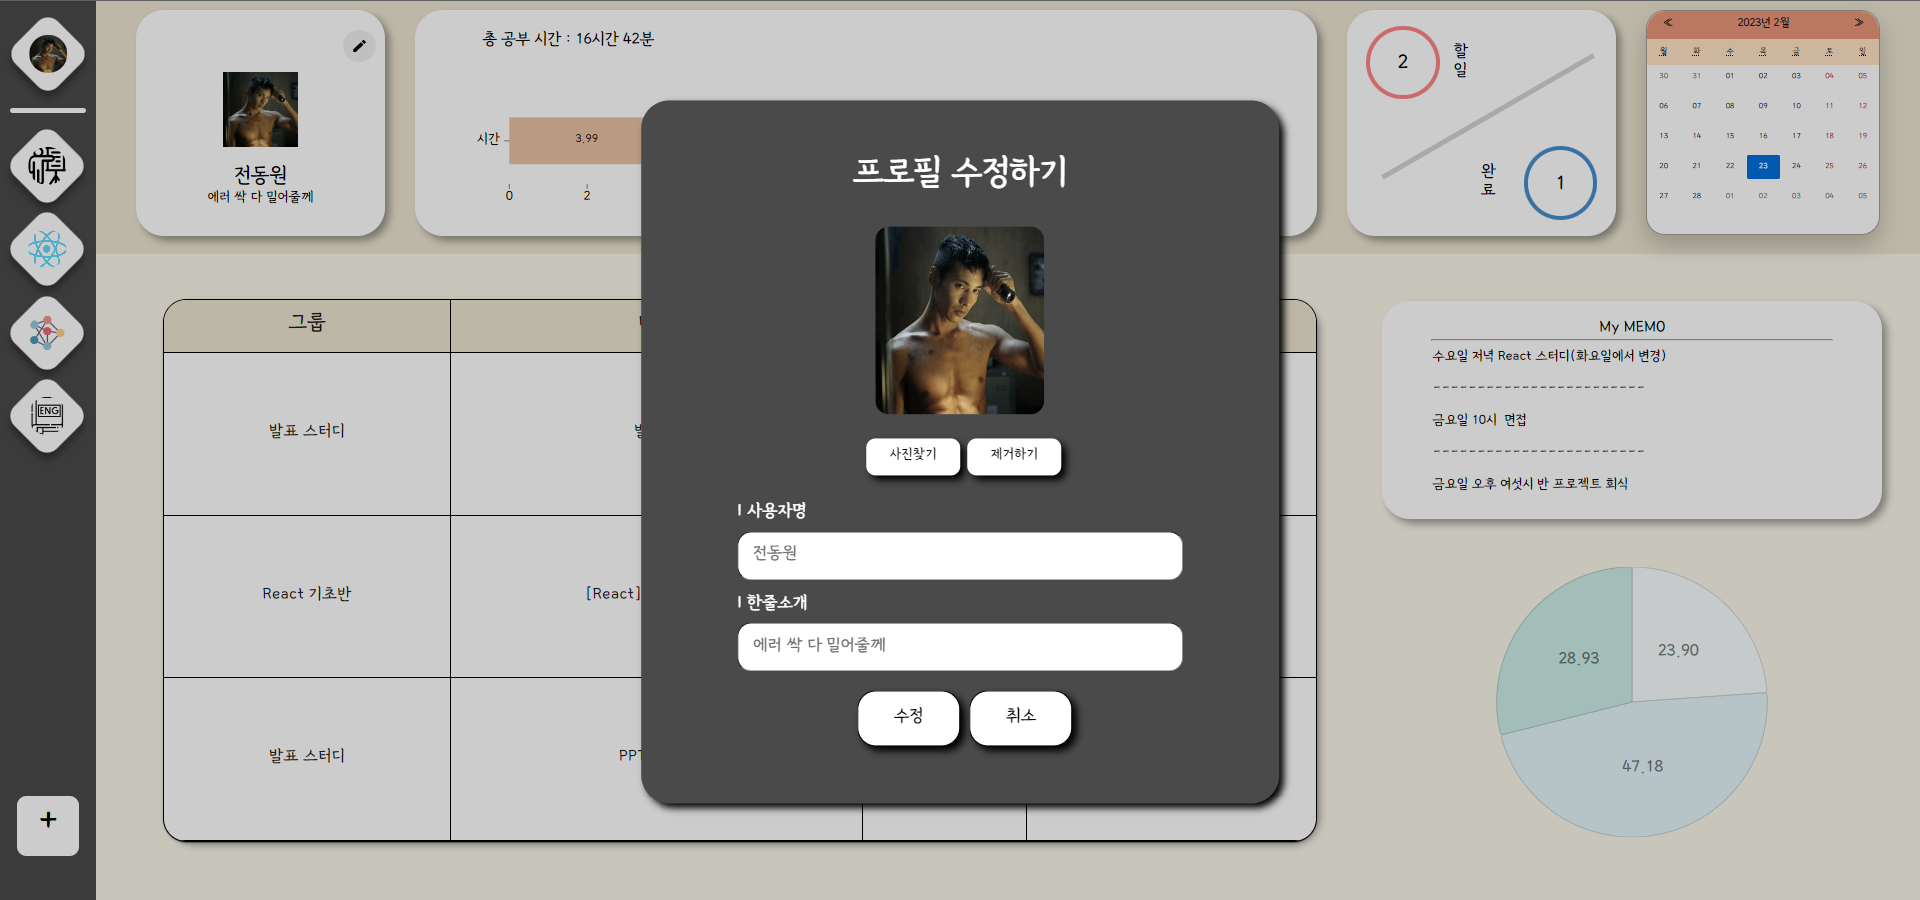 전동원
에러 싹 다 밀어줄께
총 공부 시간 : 16시간 42분
시간
3.99
0
2
2
할
일
완
료
1
≪ 2023년 2월 ≫
월 화 수 목 금 토 일
30 31 01 02 03 04 05
06 07 08 09 10 11 12
13 14 15 16 17 18 19
20 21 22 23 24 25 26
27 28 01 02 03 04 05
프로필 수정하기
사진찾기
제거하기
| 사용자명
전동원
| 한줄소개
에러 싹 다 밀어줄께
수정
취소
그룹
발표 스터디
React 기초반
[React]
발표 스터디
PPT
My MEMO
수요일 저녁 React 스터디(화요일에서 변경)
------------------------
금요일 10시 면접
------------------------
금요일 오후 여섯시 반 프로젝트 회식
28.93
23.90
47.18
ENG
+